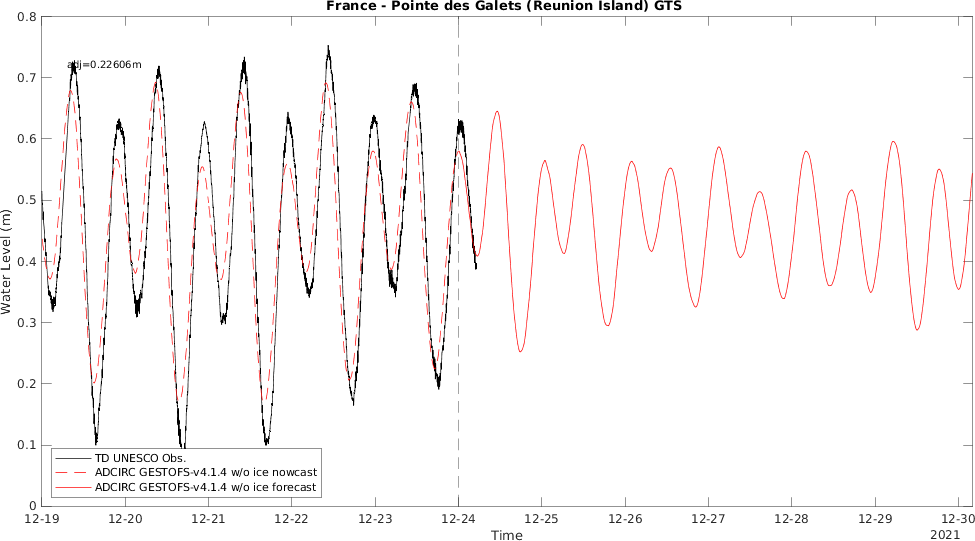 France - Pointe des Galets (Reunion Island) GTS
0.8
0.7
0.6
0.5
0.4
0.3
0.2
0.1
0
Water Level (m)
adj=0.22606m
TD UNESCO Obs.
ADCIRC GESTOFS-v4.1.4 w/o ice nowcast
ADCIRC GESTOFS-v4.1.4 w/o ice forecast
12-19 12-20 12-21 12-22 12-23 12-24 12-25 12-26 12-27 12-28 12-29 12-30
Time
2021